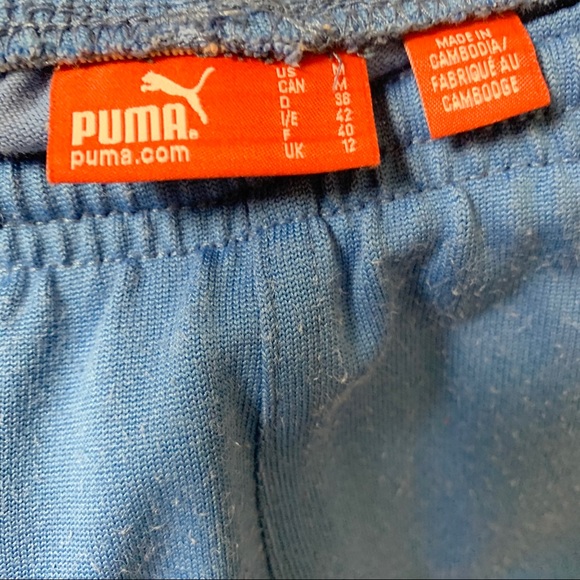 PUMA®
puma.com
US M
CAN M
D 38
I/E 42
F 40
UK 12
MADE IN
CAMBODIA/
FABRIQUÉ AU
CAMBODGE